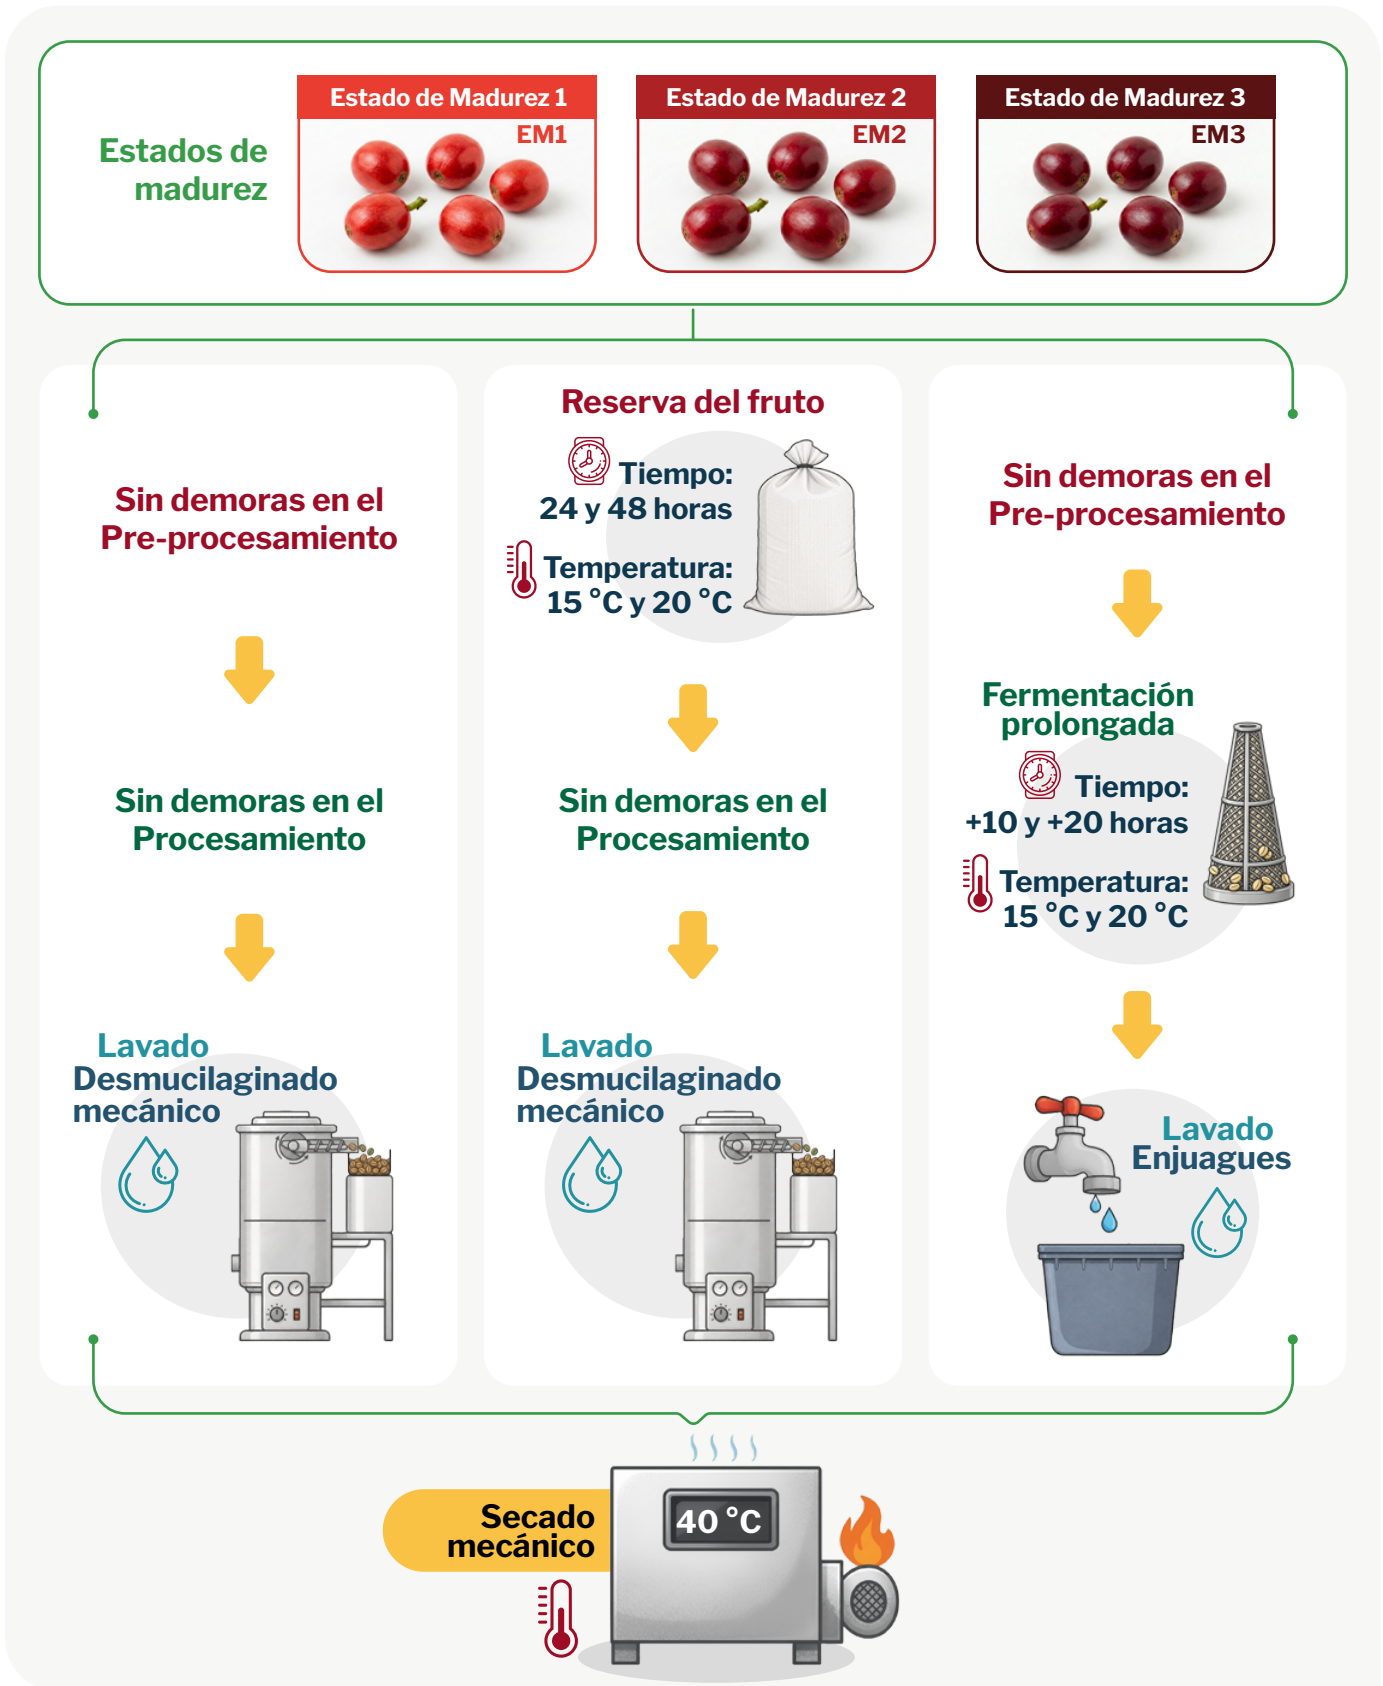 Estados de
madurez
Estado de Madurez 1
EM1
Estado de Madurez 2
EM2
Estado de Madurez 3
EM3
Sin demoras en el
Pre-procesamiento
Sin demoras en el
Procesamiento
Lavado
Desmucilaginado
mecánico
Reserva del fruto
Tiempo:
24 y 48 horas
Temperatura:
15 °C y 20 °C
Sin demoras en el
Procesamiento
Lavado
Desmucilaginado
mecánico
Sin demoras en el
Pre-procesamiento
Fermentación
prolongada
Tiempo:
+10 y +20 horas
Temperatura:
15 °C y 20 °C
Lavado
Enjuagues
Secado
mecánico
40 °C